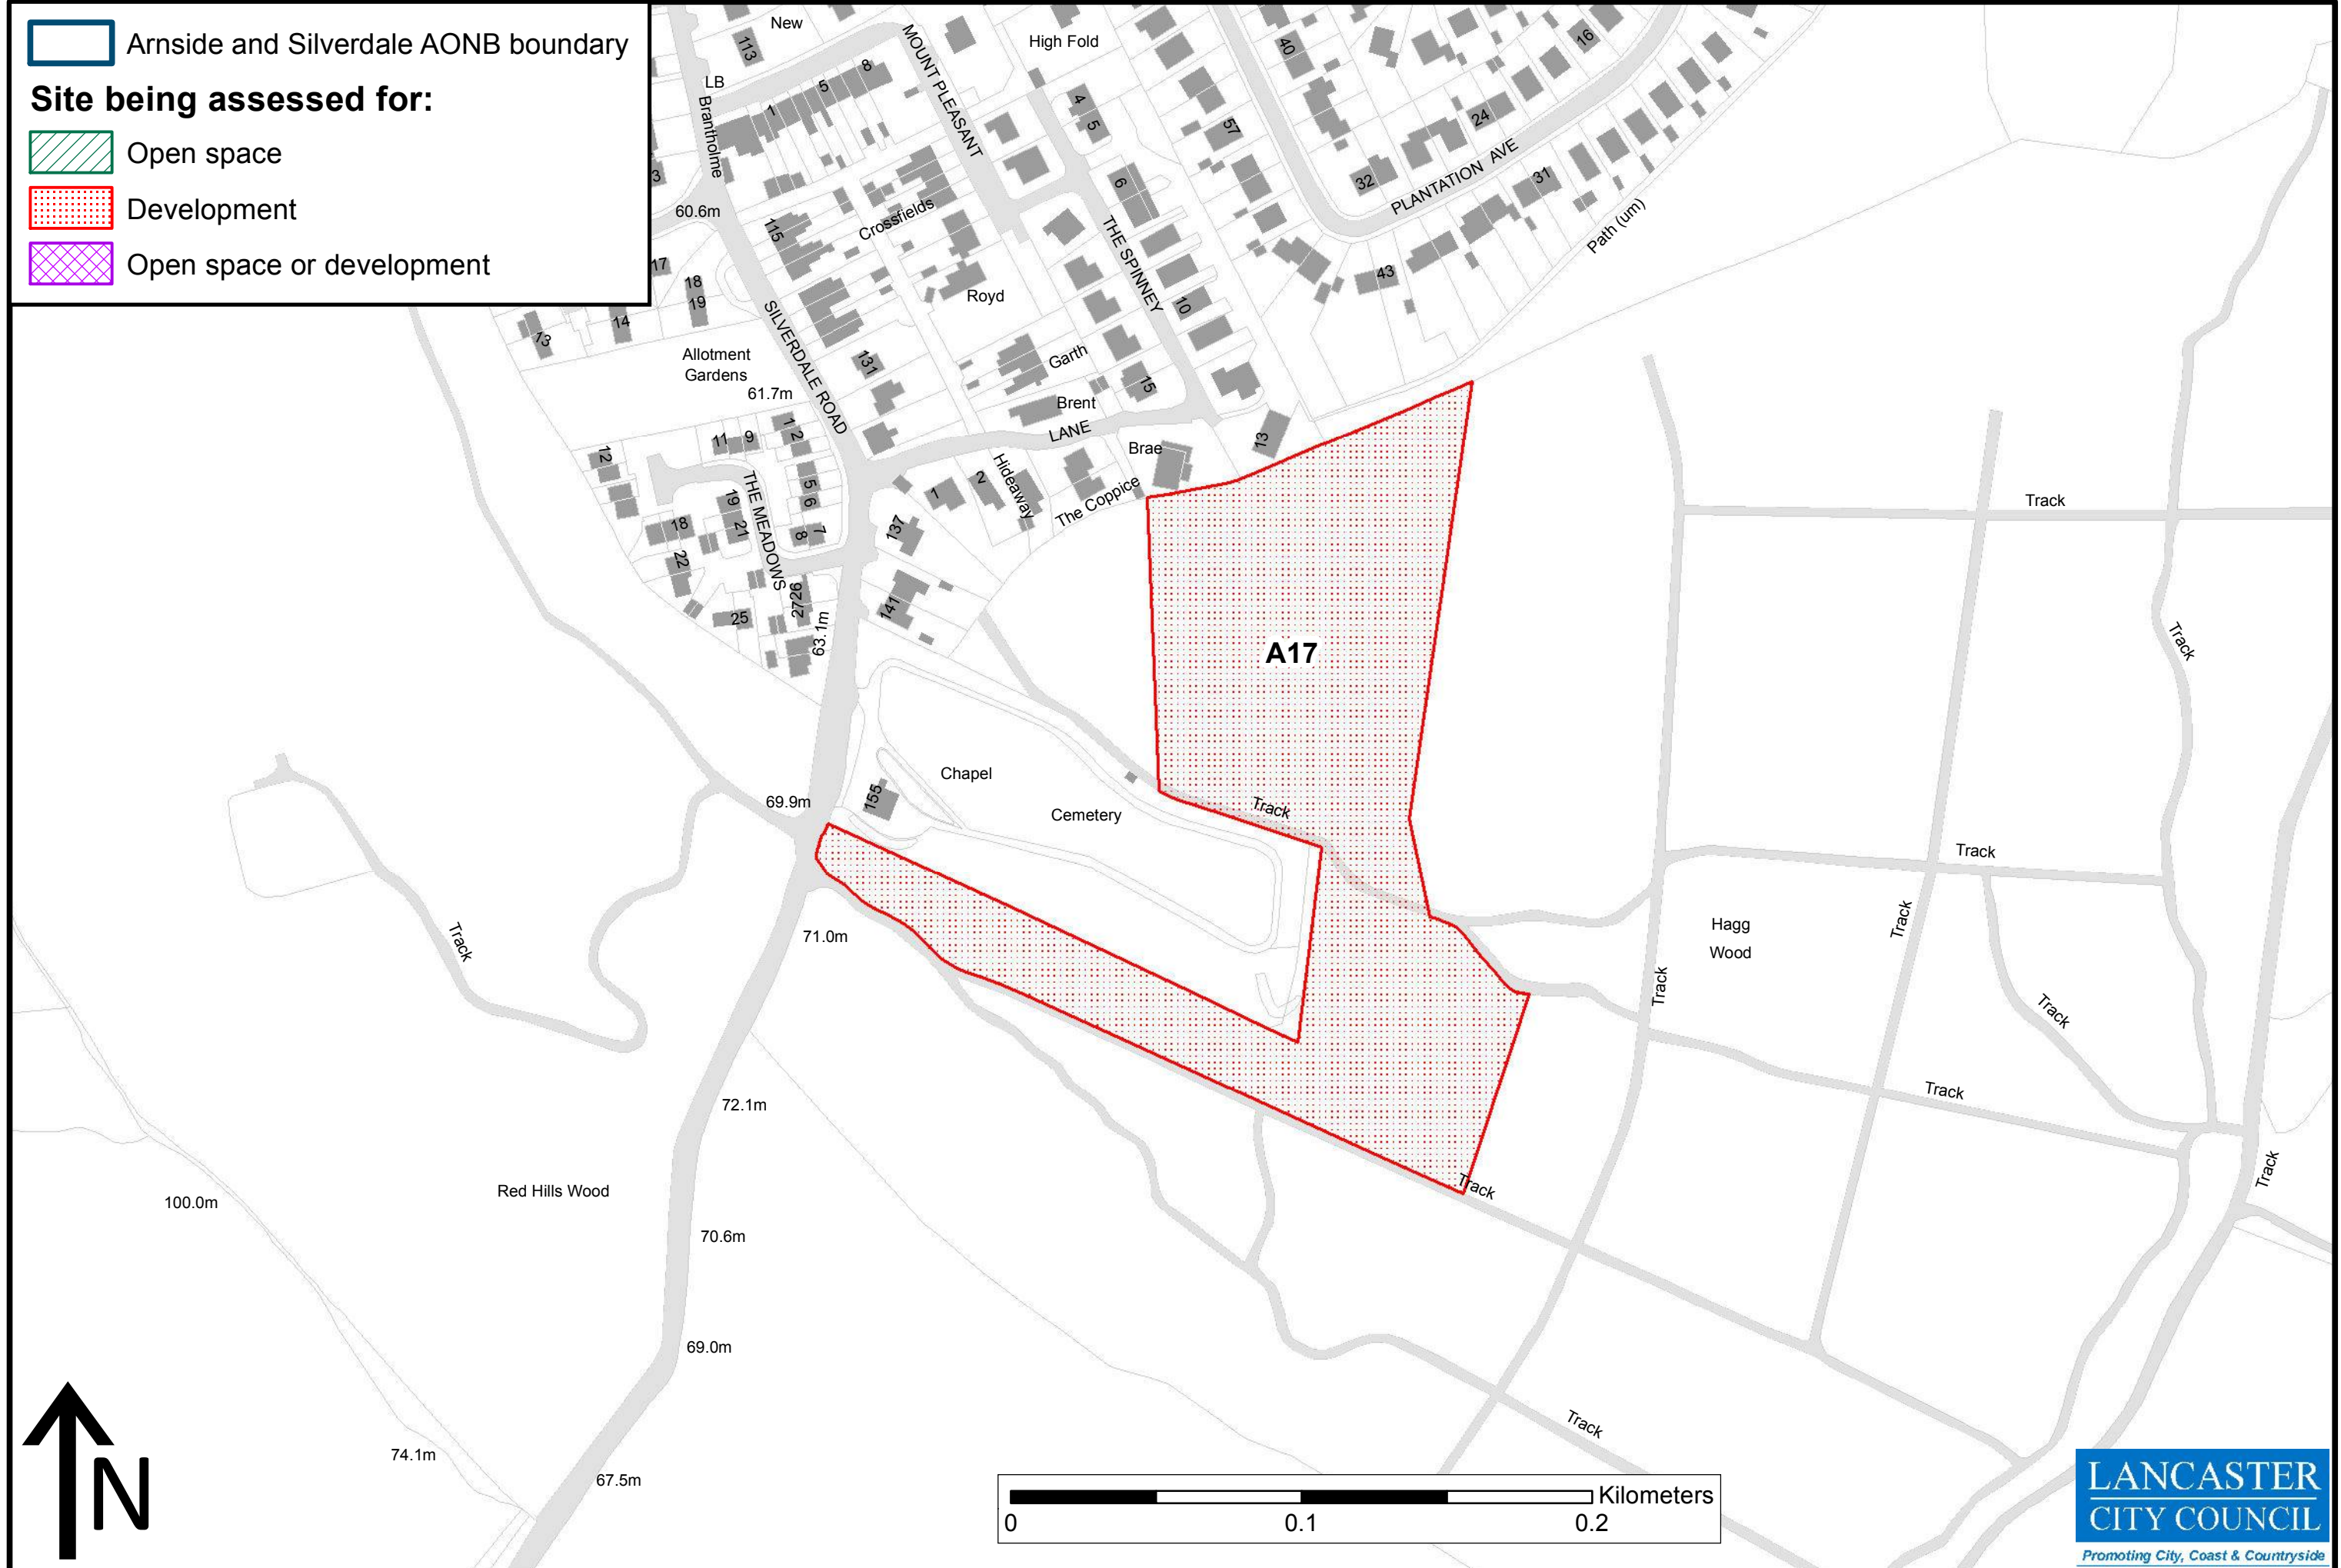 Arnside and Silverdale AONB boundary
Site being assessed for:
Open space
Development
Open space or development
New
113
LB
Brantholme
1
5
8
MOUNT PLEASANT
High Fold
40
16
4
5
57
24
PLANTATION AVE
32
31
Path (um)
3
60.6m
115
Crossfields
6
THE SPINNEY
43
17
18
19
14
13
Royd
10
SILVERDALE ROAD
Allotment
Gardens
61.7m
131
Garth
15
Brent
LANE
Brae
13
12
11
9
1
2
5
6
7
8
THE MEADOWS
19
21
18
22
25
2726
63.1m
137
141
1
2
Hideaway
The Coppice
A17
Track
Track
Chapel
Cemetery
155
69.9m
71.0m
Track
Track
Track
Track
Hagg
Wood
Track
Track
Track
Track
Track
Track
72.1m
Red Hills Wood
100.0m
70.6m
69.0m
74.1m
67.5m
Track
N
Kilometers
0
0.1
0.2
LANCASTER
CITY COUNCIL
Promoting City, Coast & Countryside